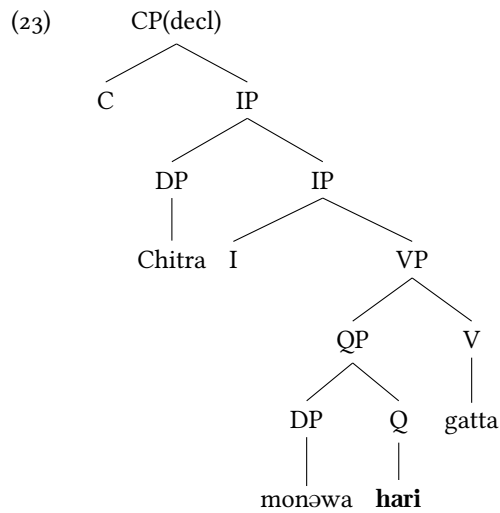 (23) CP(decl)
C IP
DP IP
Chitra I VP
QP V
DP Q gatta
monəwa hari